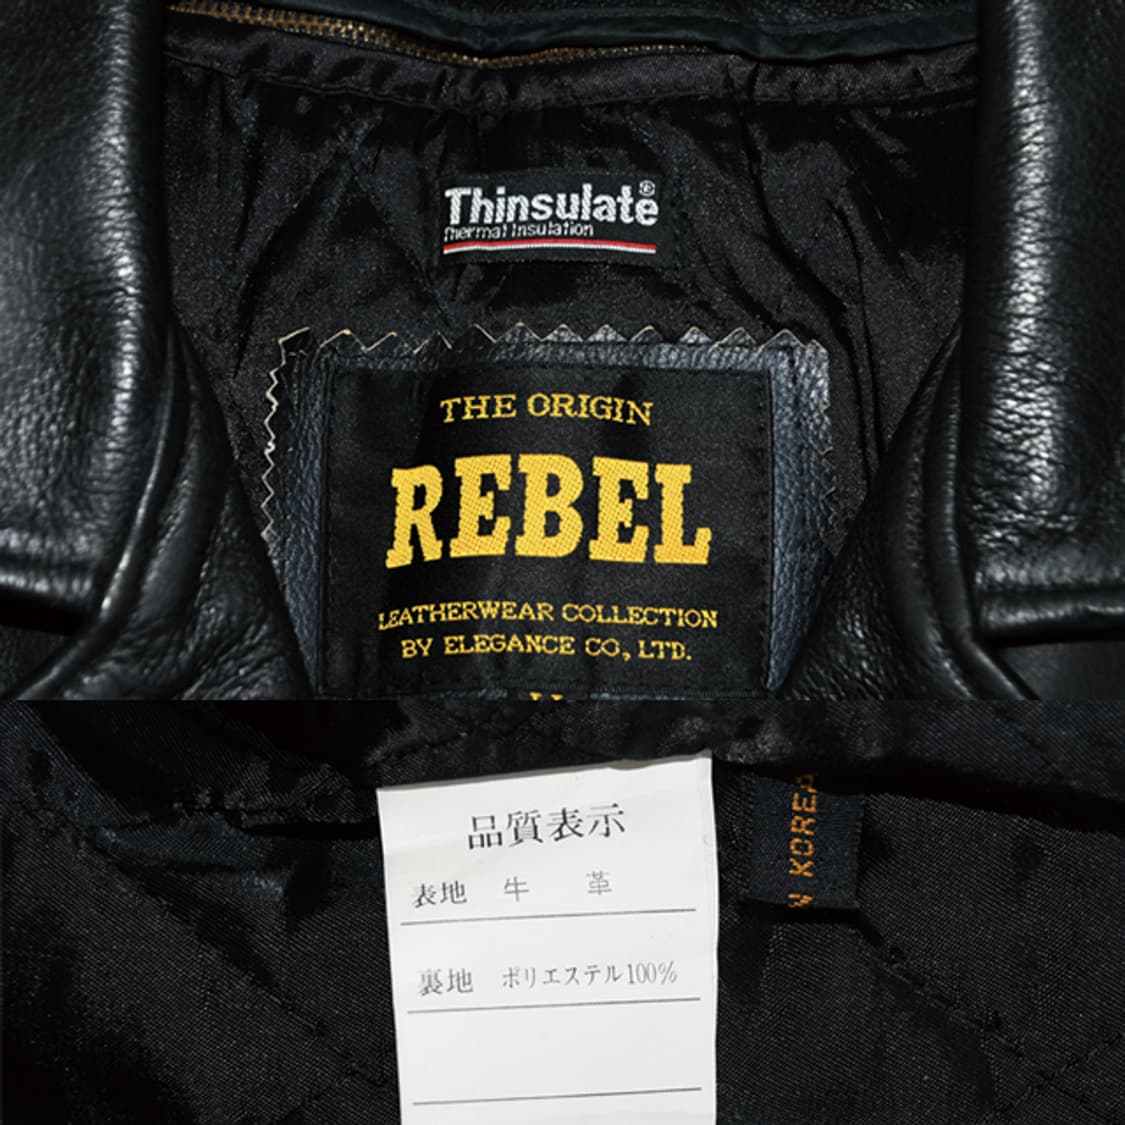 Thinsulate®
Thermal Insulation
THE ORIGIN
REBEL
LEATHERWEAR COLLECTION
BY ELEGANCE CO., LTD.
品質表示
表地 牛 革
裏地 ポリエステル100%
KOREA